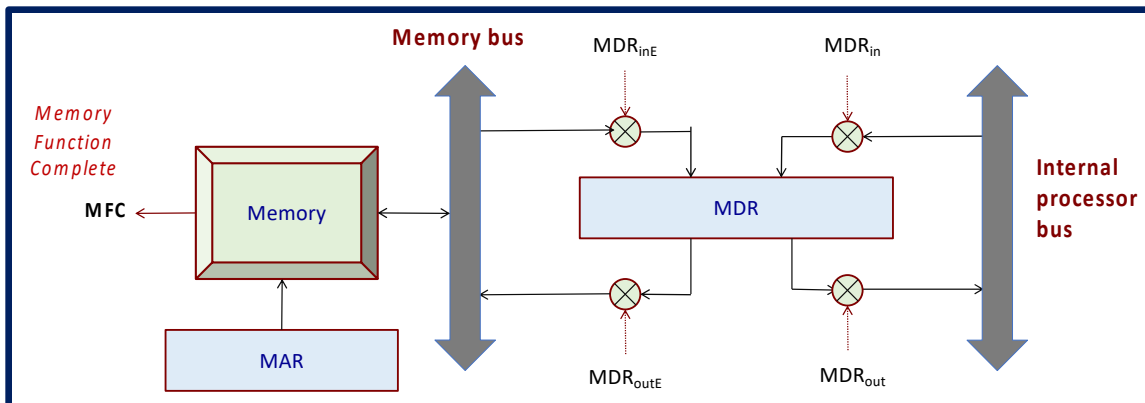 Memory bus
MDRinE
MDRin
Memory
Function
Complete
MFC
Memory
MDR
Internal
processor
bus
MAR
MDRoutE
MDRout